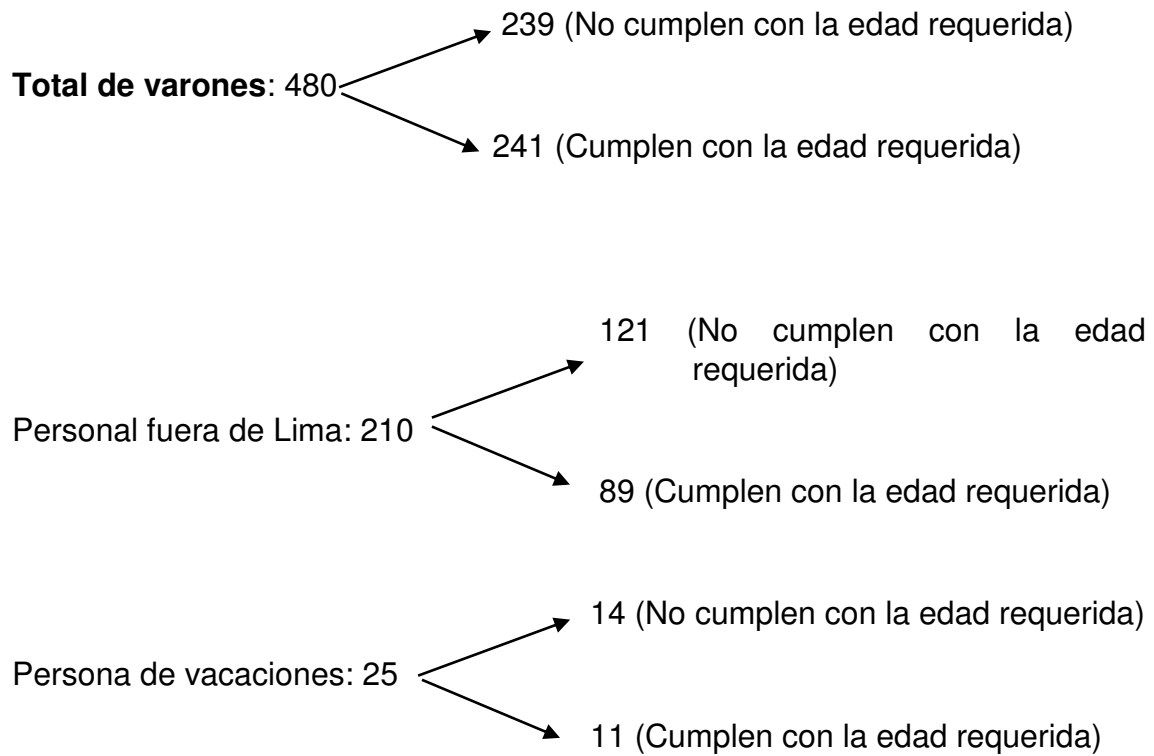 239 (No cumplen con la edad requerida)
Total de varones: 480
241 (Cumplen con la edad requerida)
121 (No cumplen con la edad
requerida)
Personal fuera de Lima: 210
89 (Cumplen con la edad requerida)
14 (No cumplen con la edad requerida)
Persona de vacaciones: 25
11 (Cumplen con la edad requerida)